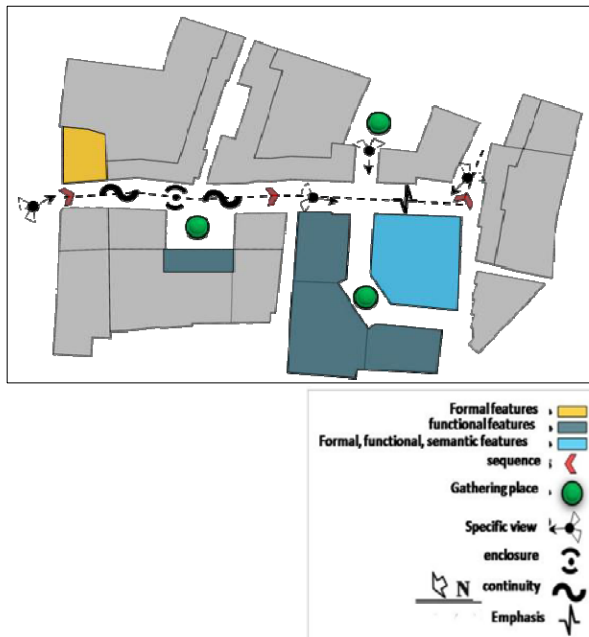 Formal features
functional features
Formal, functional, semantic features
sequence
Gathering place
Specific view
enclosure
N continuity
Emphasis